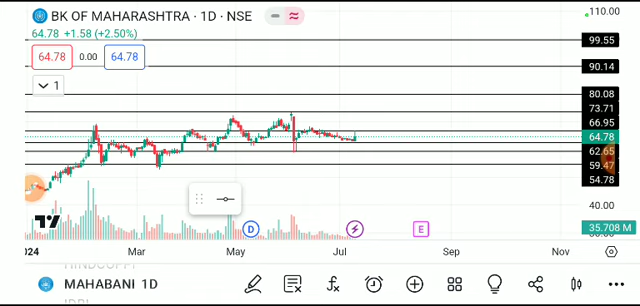 BK OF MAHARASHTRA · 1D · NSE
64.78 +1.58 (+2.50%)
64.78 0.00 64.78
1
110.00
99.55
90.14
80.08
73.71
66.95
64.78
62.65
59.47
54.78
40.00
35.708 M
D E
2024 Mar May Jul Sep Nov
MAHABANI 1D